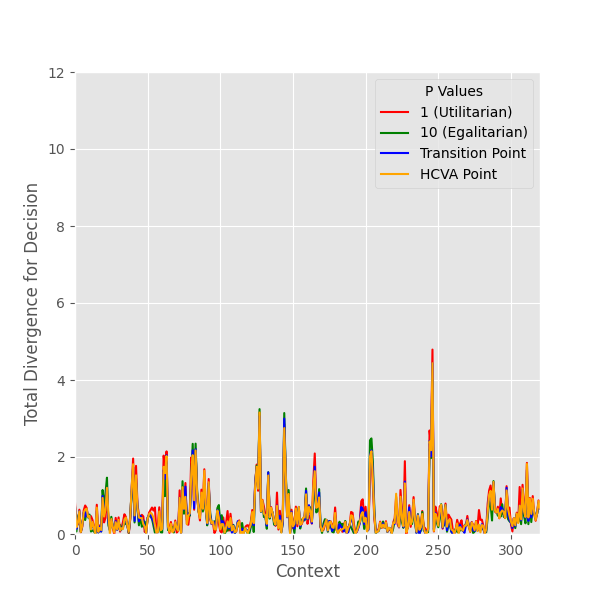 12
10
8
6
4
2
0
Total Divergence for Decision
P Values
1 (Utilitarian)
10 (Egalitarian)
Transition Point
HCVA Point
0 50 100 150 200 250 300
Context